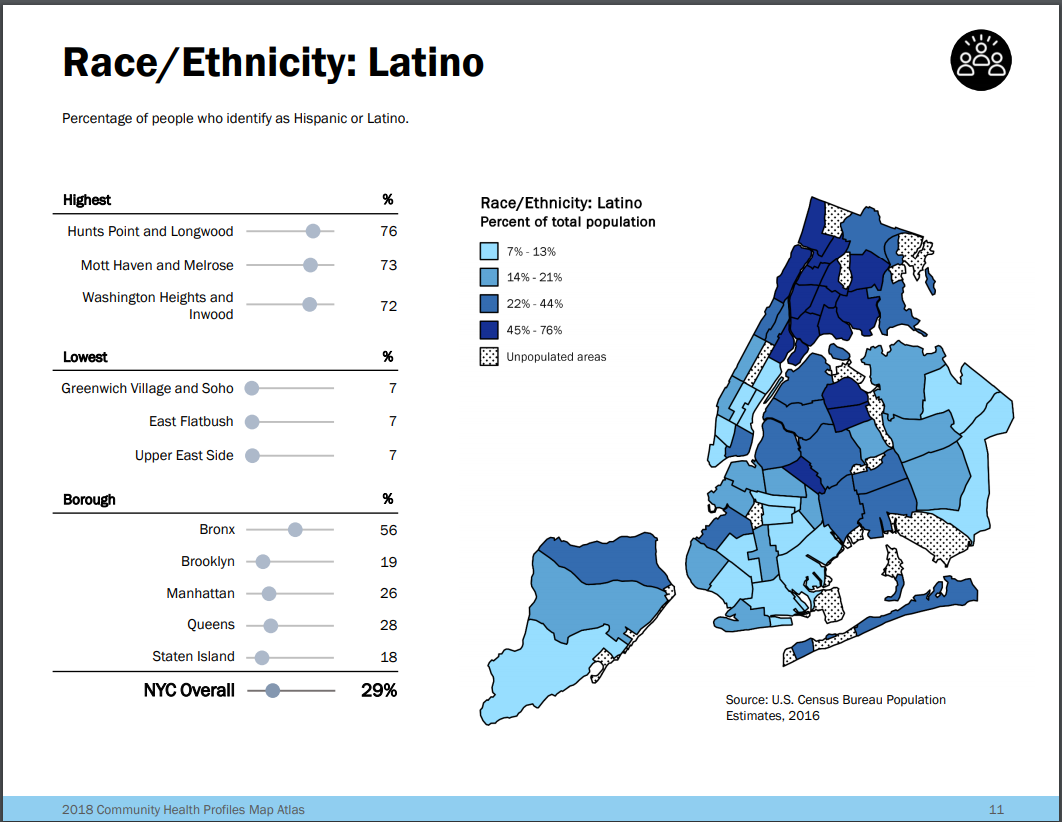 Race/Ethnicity: Latino
Percentage of people who identify as Hispanic or Latino.
Highest %
Hunts Point and Longwood 76
Mott Haven and Melrose 73
Washington Heights and
Inwood 72
Lowest %
Greenwich Village and Soho 7
East Flatbush 7
Upper East Side 7
Borough %
Bronx 56
Brooklyn 19
Manhattan 26
Queens 28
Staten Island 18
NYC Overall 29%
Race/Ethnicity: Latino
Percent of total population
7% - 13%
14% - 21%
22% - 44%
45% - 76%
Unpopulated areas
Source: U.S. Census Bureau Population
Estimates, 2016
2018 Community Health Profiles Map Atlas 11